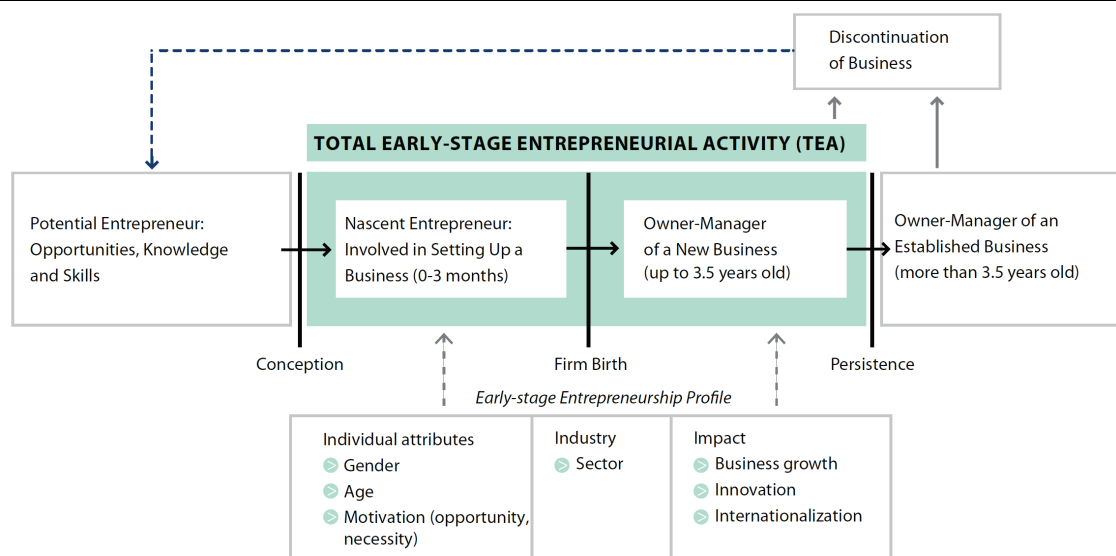 Discontinuation
of Business
TOTAL EARLY-STAGE ENTREPRENEURIAL ACTIVITY (TEA)
Potential Entrepreneur:
Opportunities, Knowledge
and Skills
Nascent Entrepreneur:
Involved in Setting Up a
Business (0-3 months)
Owner-Manager
of a New Business
(up to 3.5 years old)
Owner-Manager of an
Established Business
(more than 3.5 years old)
Conception
Firm Birth
Persistence
Early-stage Entrepreneurship Profile
Individual attributes
Gender
Age
Motivation (opportunity,
necessity)
Industry
Sector
Impact
Business growth
Innovation
Internationalization